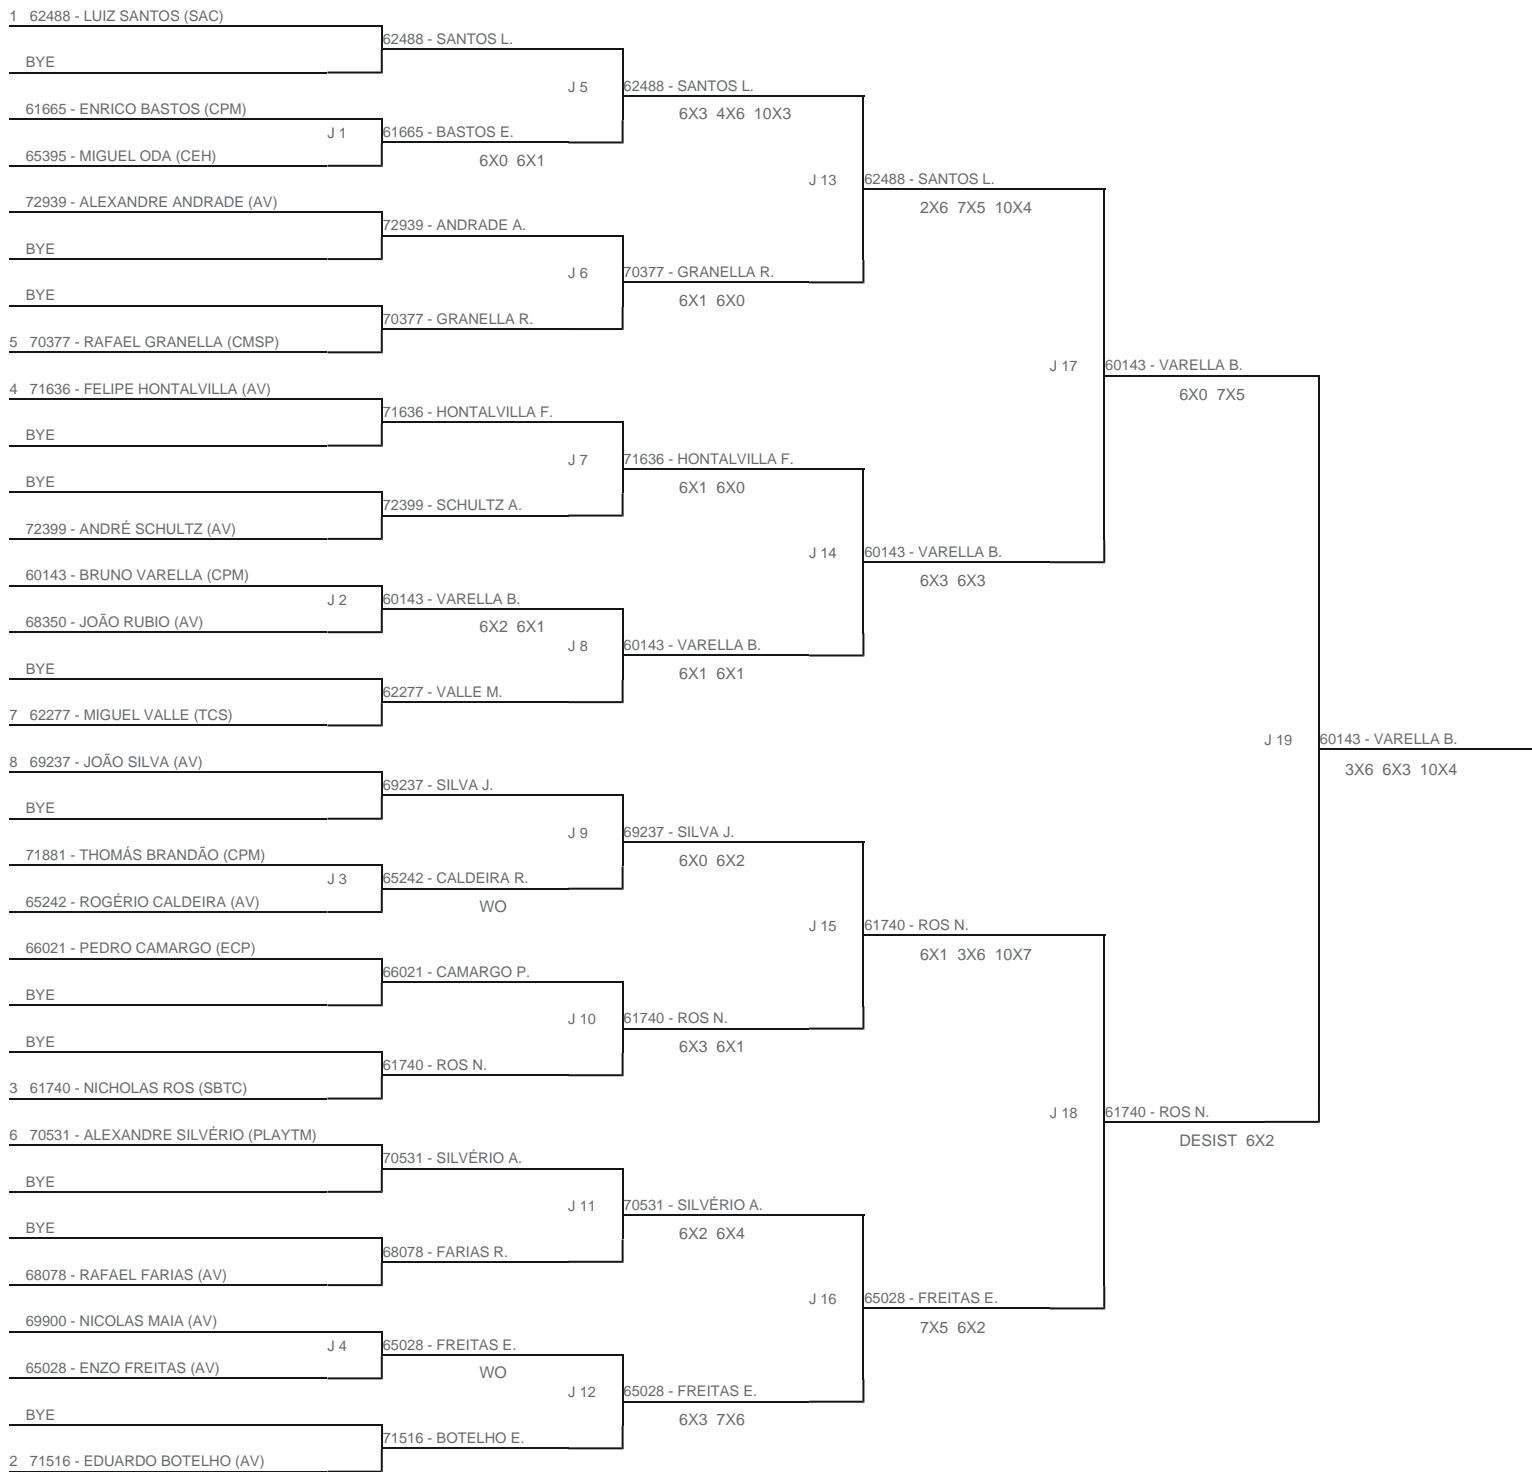 1 62488 - LUIZ SANTOS (SAC)
62488 - SANTOS L.
BYE
J 5
62488 - SANTOS L.
6X3 4X6 10X3
61665 - ENRICO BASTOS (CPM)
J 1
61665 - BASTOS E.
6X0 6X1
65395 - MIGUEL ODA (CEH)
J 13
62488 - SANTOS L.
2X6 7X5 10X4
72939 - ALEXANDRE ANDRADE (AV)
72939 - ANDRADE A.
BYE
J 6
70377 - GRANELLA R.
6X1 6X0
BYE
70377 - GRANELLA R.
5 70377 - RAFAEL GRANELLA (CMSP)
J 17
60143 - VARELLA B.
6X0 7X5
4 71636 - FELIPE HONTALVILLA (AV)
71636 - HONTALVILLA F.
BYE
J 7
71636 - HONTALVILLA F.
6X1 6X0
BYE
72399 - SCHULTZ A.
72399 - ANDRÉ SCHULTZ (AV)
J 14
60143 - VARELLA B.
6X3 6X3
60143 - BRUNO VARELLA (CPM)
J 2
60143 - VARELLA B.
6X2 6X1
68350 - JOÃO RUBIO (AV)
J 8
60143 - VARELLA B.
6X1 6X1
BYE
62277 - VALLE M.
7 62277 - MIGUEL VALLE (TCS)
J 19
60143 - VARELLA B.
3X6 6X3 10X4
8 69237 - JOÃO SILVA (AV)
69237 - SILVA J.
BYE
J 9
69237 - SILVA J.
6X0 6X2
71881 - THOMÁS BRANDÃO (CPM)
J 3
65242 - CALDEIRA R.
WO
65242 - ROGÉRIO CALDEIRA (AV)
J 15
61740 - ROS N.
6X1 3X6 10X7
66021 - PEDRO CAMARGO (ECP)
66021 - CAMARGO P.
BYE
J 10
61740 - ROS N.
6X3 6X1
BYE
61740 - ROS N.
3 61740 - NICHOLAS ROS (SBTC)
J 18
61740 - ROS N.
DESIST 6X2
6 70531 - ALEXANDRE SILVÉRIO (PLAYTM)
70531 - SILVÉRIO A.
BYE
J 11
70531 - SILVÉRIO A.
6X2 6X4
BYE
68078 - FARIAS R.
68078 - RAFAEL FARIAS (AV)
J 16
65028 - FREITAS E.
7X5 6X2
69900 - NICOLAS MAIA (AV)
J 4
65028 - FREITAS E.
WO
65028 - ENZO FREITAS (AV)
J 12
65028 - FREITAS E.
6X3 7X6
BYE
71516 - BOTELHO E.
2 71516 - EDUARDO BOTELHO (AV)